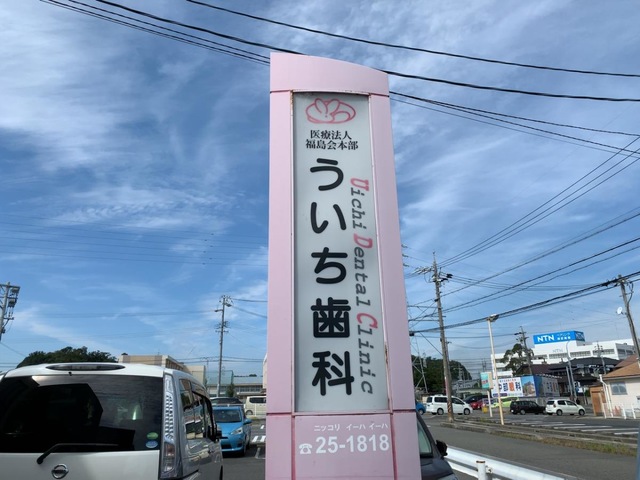 医療法人
福島会本部
ういち歯科
Uichi Dental Clinic
ニッコリ イーハ イーハ
☎25-1818
NTN